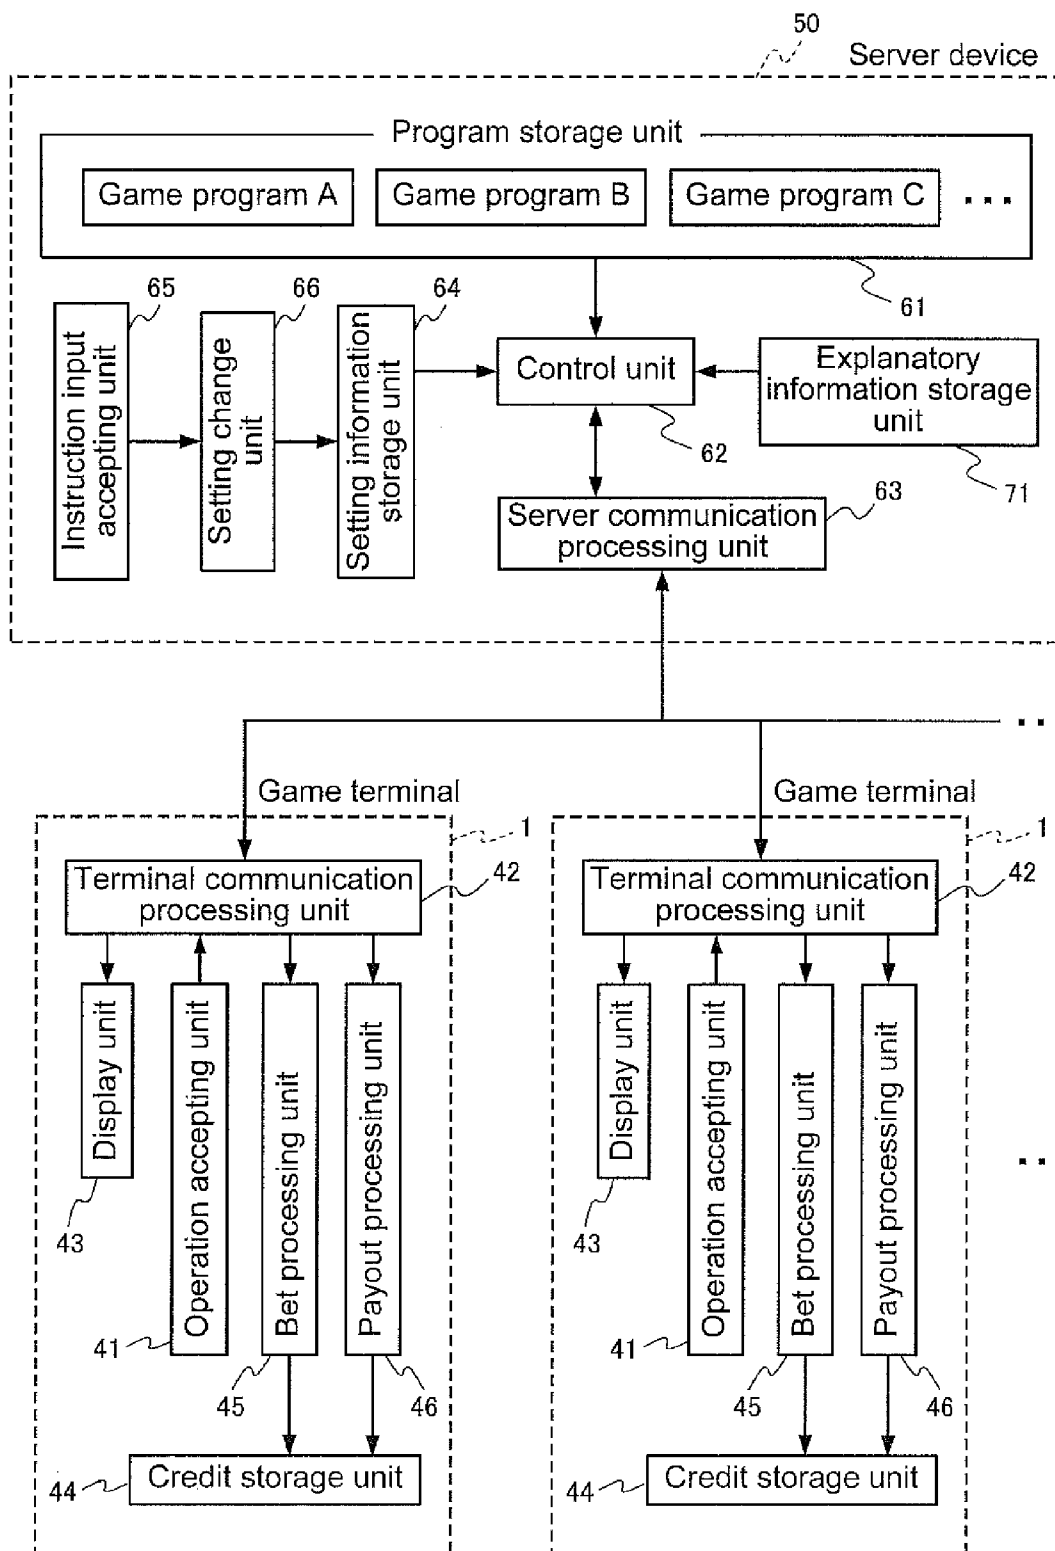 50
Server device
Program storage unit
Game program A
Game program B
Game program C
...
61
65
66
64
Instruction input
accepting unit
Setting change
unit
Setting information
storage unit
Control unit
62
Explanatory
information storage
unit
71
Server communication
processing unit
63
Game terminal
1
Terminal communication
processing unit
42
Display unit
43
Operation accepting unit
41
Bet processing unit
45
Payout processing unit
46
Credit storage unit
44
Game terminal
1
Terminal communication
processing unit
42
Display unit
43
Operation accepting unit
41
Bet processing unit
45
Payout processing unit
46
Credit storage unit
44